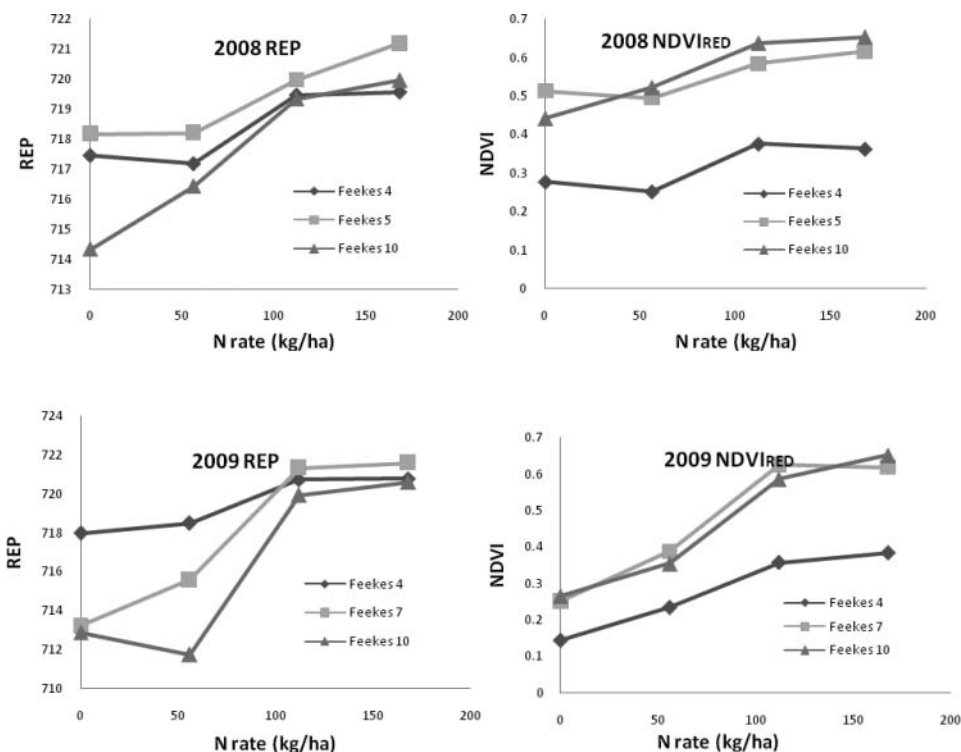 2008 REP
REP
722
721
720
719
718
717
716
715
714
713
0 50 100 150 200
N rate (kg/ha)
Feekes 4
Feekes 5
Feekes 10
2008 NDVIRED
NDVI
0.7
0.6
0.5
0.4
0.3
0.2
0.1
0
0 50 100 150 200
N rate (kg/ha)
Feekes 4
Feekes 5
Feekes 10
2009 REP
REP
724
722
720
718
716
714
712
710
0 50 100 150 200
N rate (kg/ha)
Feekes 4
Feekes 7
Feekes 10
2009 NDVIRED
NDVI
0.7
0.6
0.5
0.4
0.3
0.2
0.1
0
0 50 100 150 200
N rate (kg/ha)
Feekes 4
Feekes 7
Feekes 10